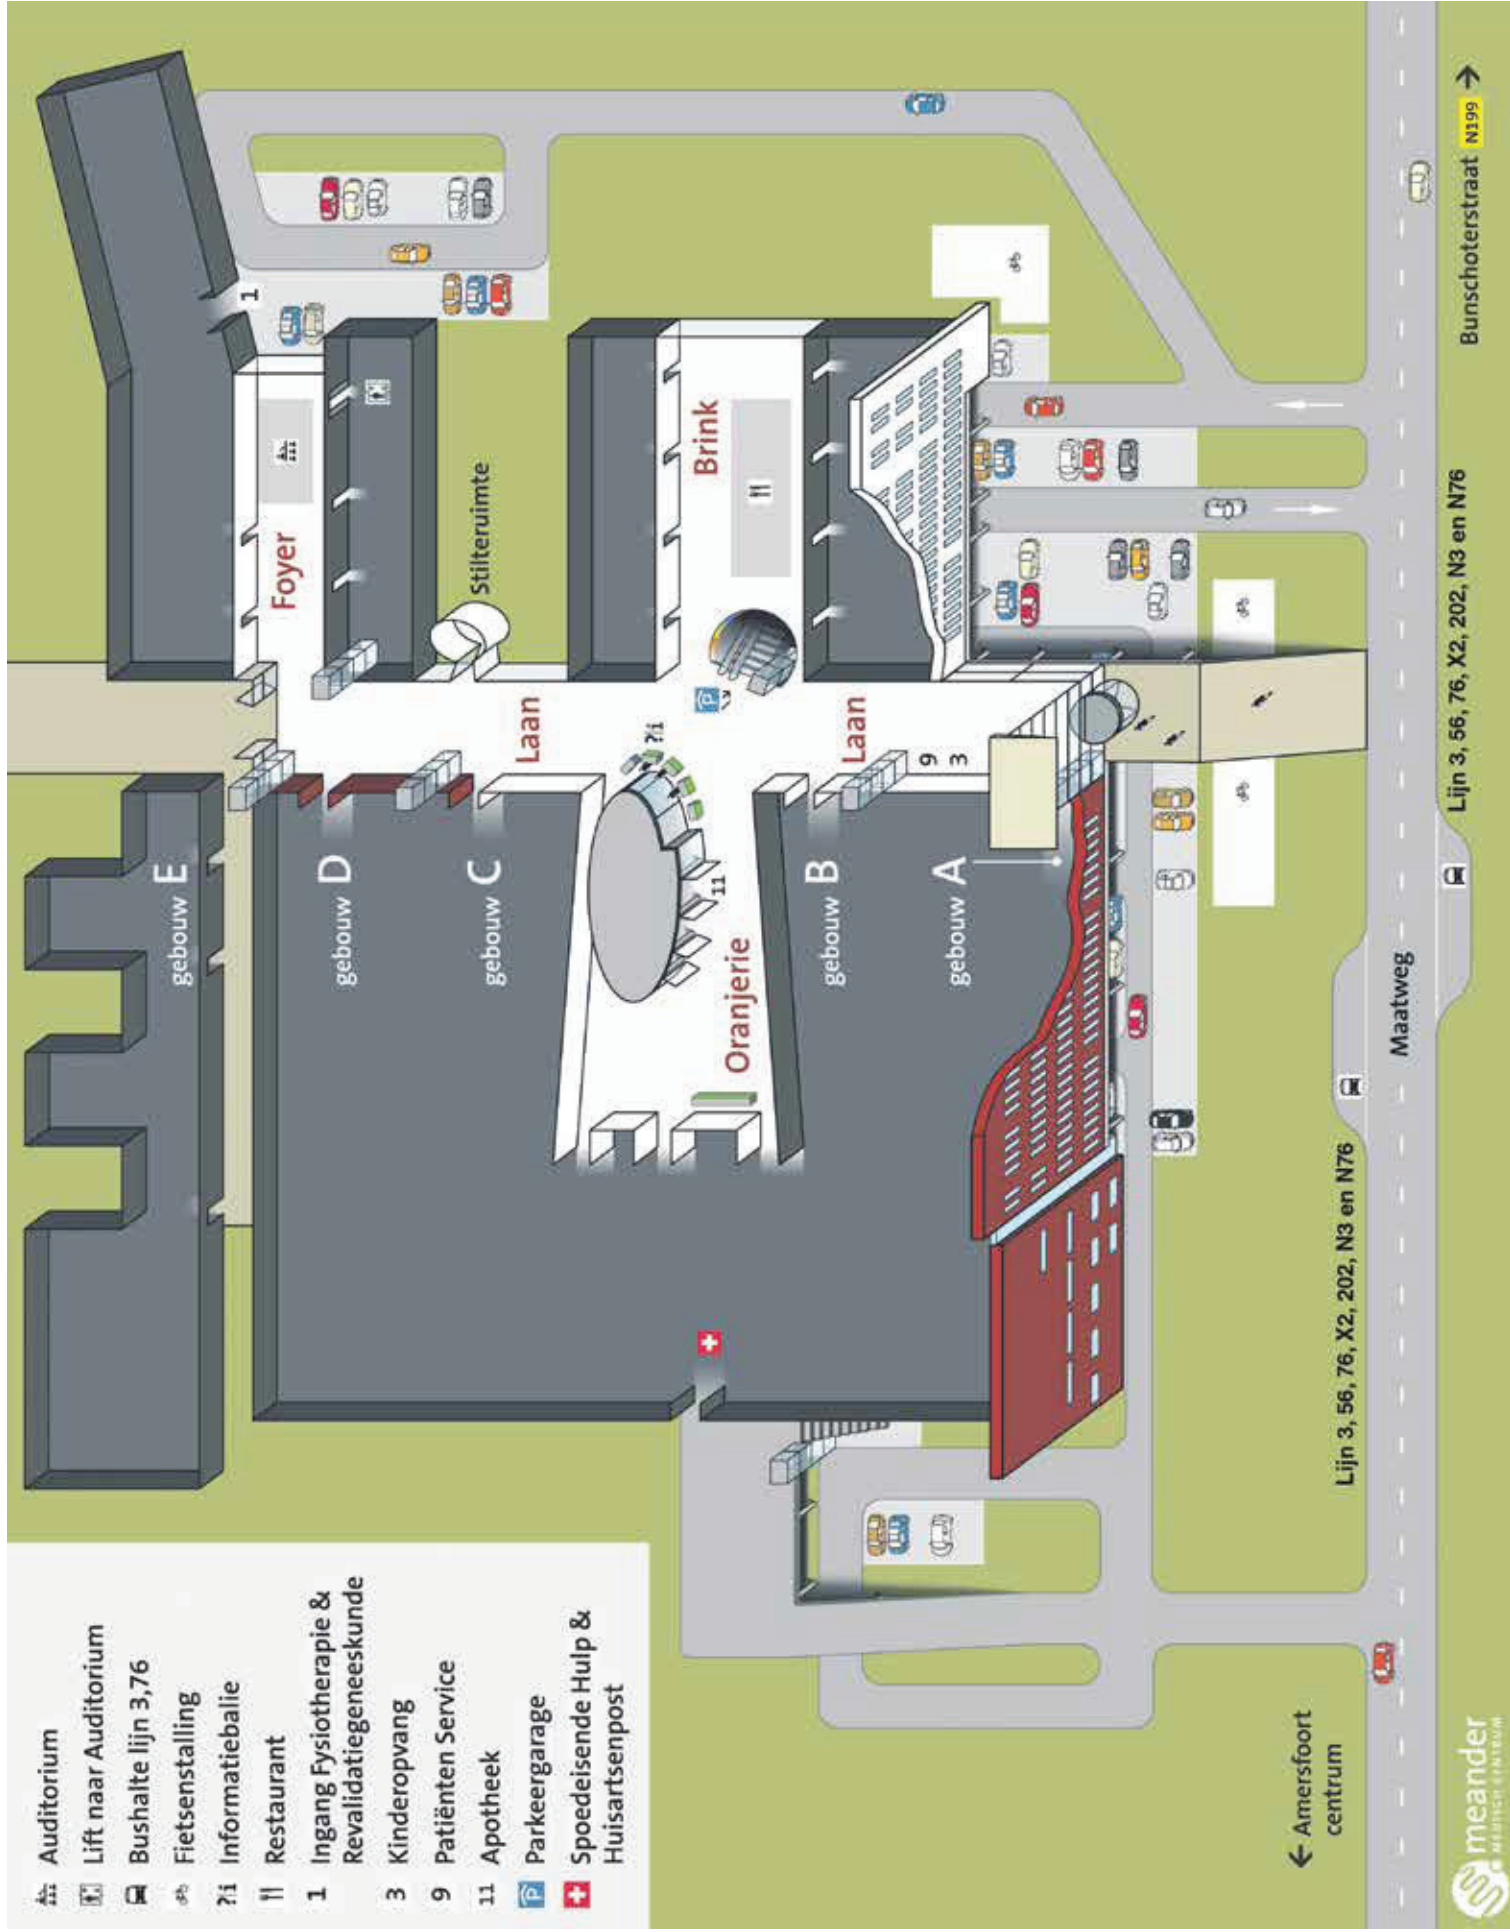 Auditorium
Lift naar Auditorium
Bushalte lijn 3,76
Fietsenstalling
?/i Informatiebalie
Restaurant
1 Ingang Fysiotherapie &
Revalidatiegeneeskunde
3 Kinderopvang
9 Patiënten Service
11 Apotheek
P Parkeergarage
Spoedeisende Hulp &
Huisartsenpost
gebouw E
gebouw D
gebouw C
gebouw B
gebouw A
Foyer
1
Stilteruimte
Laan
?/i
P
Brink
11
Oranjerie
Laan
9
3
Lijn 3, 56, 76, X2, 202, N3 en N76
Maatweg
Lijn 3, 56, 76, X2, 202, N3 en N76
← Amersfoort
centrum
Bunschoterstraat N199 →
meander
MEDISCH CENTRUM